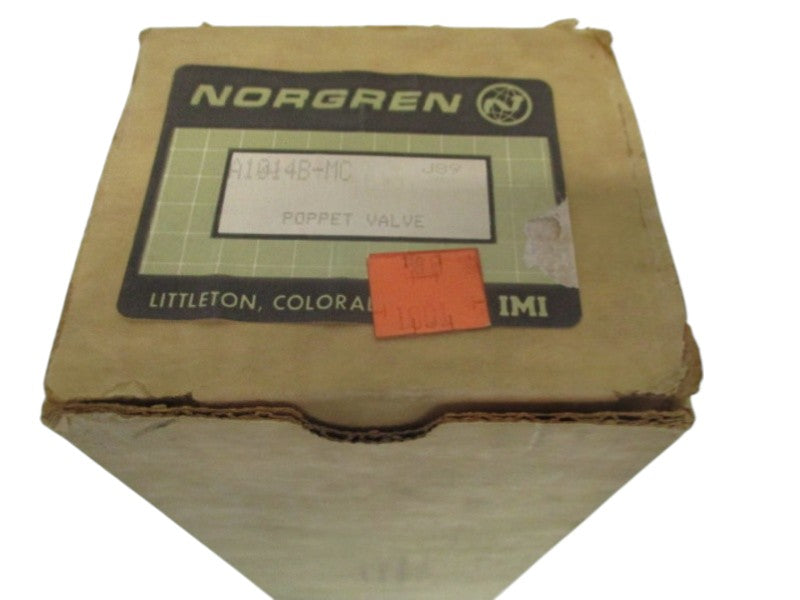 NORGREN N
A1014B-MC J89
POPPET VALVE
LITTLETON, COLORA IMI